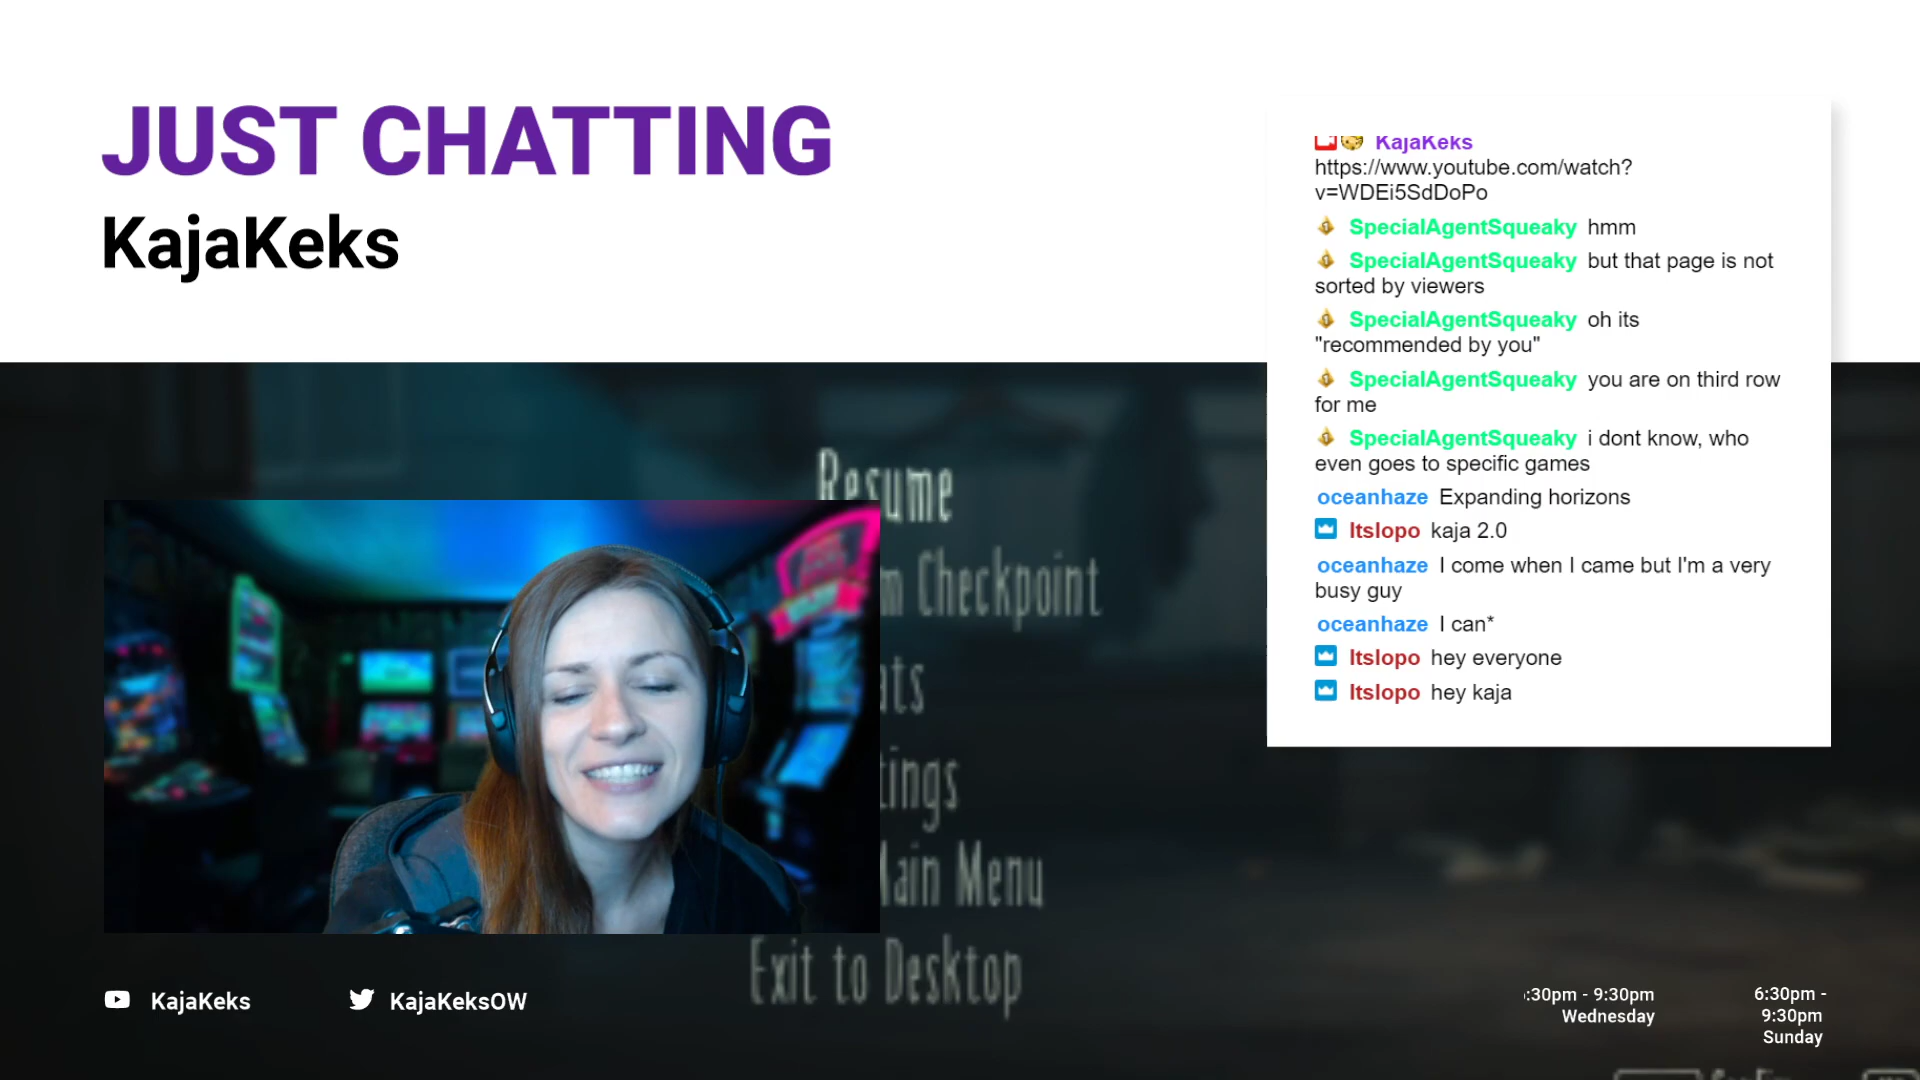 JUST CHATTING
KajaKeks
KajaKeks
https://www.youtube.com/watch?
v=WDEi5SdDoPo
SpecialAgentSqueaky hmm
SpecialAgentSqueaky but that page is not
sorted by viewers
SpecialAgentSqueaky oh its
"recommended by you"
SpecialAgentSqueaky you are on third row
for me
SpecialAgentSqueaky i dont know, who
even goes to specific games
oceanhaze Expanding horizons
Itslopo kaja 2.0
oceanhaze I come when I came but I'm a very
busy guy
oceanhaze I can*
Itslopo hey everyone
Itslopo hey kaja
Resume
Checkpoint
Main Menu
Exit to Desktop
KajaKeks
KajaKeksOW
:30pm - 9:30pm
Wednesday
6:30pm -
9:30pm
Sunday